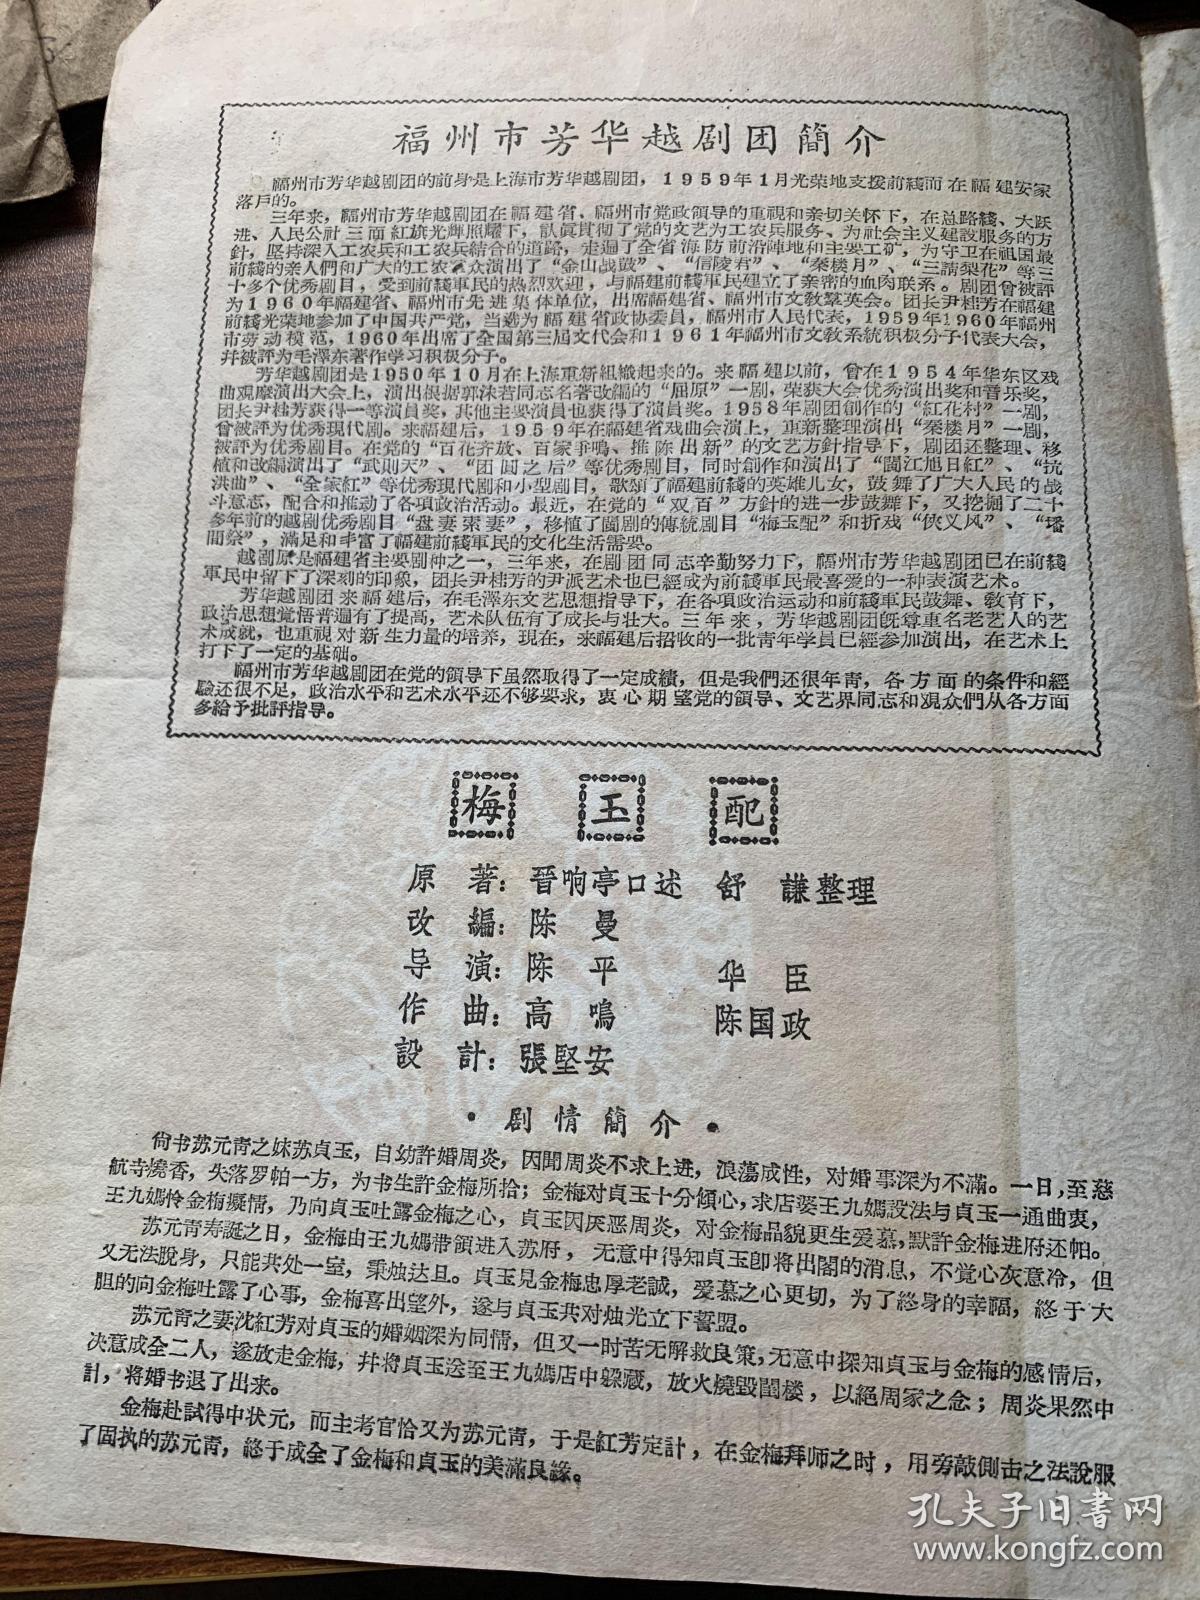 福州市芳华越剧团簡介
福州市芳华越剧团的前身是上海市芳华越剧团，1959年1月光荣地支援前綫而在福建安家
落戶的。
三年来，福州市芳华越剧团在福建省、福州市党政領导的重視和亲切关怀下，在总路綫、大跃
进、人民公社三面紅旗光輝照耀下，認眞貫彻了党的文艺为工农兵服务、为社会主义建設服务的方
針，坚持深入工农兵和工农兵結合的道路，走遍了全省海防前沿陣地和主要工矿，为守卫在祖国最
前綫的亲人們和广大的工农羣众演出了“金山战鼓”、“信陵君”、“秦楼月”、“三請梨花”等三
十多个优秀剧目，受到前綫軍民的热烈欢迎，与福建前綫軍民建立了亲密的血肉联系。剧团曾被評
为1960年福建省、福州市先进集体单位，出席福建省、福州市文敎羣英会。团长尹桂芳在福建
前綫光荣地参加了中国共产党，当选为福建省政协委員，福州市人民代表，1959年1960年福州
市劳动模范，1960年出席了全国第三屆文代会和1961年福州市文敎系統积极分子代表大会，
幷被評为毛澤东著作学习积极分子。
芳华越剧团是1950年10月在上海重新組織起来的。来福建以前，曾在1954年华东区戏
曲观摩演出大会上，演出根据郭沫若同志名著改編的“屈原”一剧，荣获大会优秀演出奖和音乐奖，
团长尹桂芳获得一等演員奖，其他主要演員也获得了演員奖。1958年剧团創作的“紅花村”一剧，
曾被評为优秀現代剧。来福建后，1959年在福建省戏曲会演上，重新整理演出“秦楼月”一剧，
被評为优秀剧目。在党的“百花齐放、百家爭鳴、推陈出新”的文艺方針指导下，剧团还整理、移
植和改編演出了“武則天”、“团圓之后”等优秀剧目，同时創作和演出了“閩江旭日紅”、“抗
洪曲”、“全家紅”等优秀現代剧和小型剧目，歌頌了福建前綫的英雄儿女，鼓舞了广大人民的战
斗意志，配合和推动了各項政治活动。最近，在党的“双百”方針的进一步鼓舞下，又挖掘了二十
多年前的越剧优秀剧目“盘妻索妻”，移植了閩剧的傳統剧目“梅玉配”和折戏“俠义风”、“墦
間祭”，滿足和丰富了福建前綫軍民的文化生活需要。
越剧原是福建省主要剧种之一，三年来，在剧团同志辛勤努力下，福州市芳华越剧团已在前綫
軍民中留下了深刻的印象，团长尹桂芳的尹派艺术也已經成为前綫軍民最喜爱的一种表演艺术。
芳华越剧团来福建后，在毛澤东文艺思想指导下，在各項政治运动和前綫軍民鼓舞、敎育下，
政治思想觉悟普遍有了提高，艺术队伍有了成长与壮大。三年来，芳华越剧团旣尊重名老艺人的艺
术成就，也重視对新生力量的培养，現在，来福建后招收的一批靑年学員已經参加演出，在艺术上
打下了一定的基础。
福州市芳华越剧团在党的領导下虽然取得了一定成績，但是我們还很年靑，各方面的条件和經
驗还很不足，政治水平和艺术水平还不够要求，衷心期望党的領导、文艺界同志和观众們从各方面
多給予批評指导。
梅玉配
原著：晉响亭口述 舒謙整理
改編：陈曼
导演：陈平 华臣
作曲：高鳴 陈国政
設計：張堅安
·剧情簡介·
尙书苏元靑之妹苏貞玉，自幼許婚周炎，因聞周炎不求上进，浪蕩成性，对婚事深为不滿。一日，至慈
航寺燒香，失落罗帕一方，为书生許金梅所拾；金梅对貞玉十分傾心，求店婆王九媽設法与貞玉一通曲衷，
王九媽怜金梅癡情，乃向貞玉吐露金梅之心，貞玉因厌恶周炎，对金梅品貌更生爱慕，默許金梅进府还帕。
苏元靑寿誕之日，金梅由王九媽带領进入苏府，无意中得知貞玉卽将出閣的消息，不觉心灰意冷，但
又无法脫身，只能共处一室，秉烛达旦。貞玉見金梅忠厚老誠，爱慕之心更切，为了終身的幸福，終于大
胆的向金梅吐露了心事，金梅喜出望外，遂与貞玉共对烛光立下誓盟。
苏元靑之妻沈紅芳对貞玉的婚姻深为同情，但又一时苦无解救良策，无意中探知貞玉与金梅的感情后，
决意成全二人，遂放走金梅，幷将貞玉送至王九媽店中躲藏，放火燒毁閨楼，以絕周家之念；周炎果然中
計，将婚书退了出来。
金梅赴試得中状元，而主考官恰又为苏元靑，于是紅芳定計，在金梅拜师之时，用旁敲側击之法說服
了固执的苏元靑，終于成全了金梅和貞玉的美滿良緣。
孔夫子旧书网
www.kongfz.com